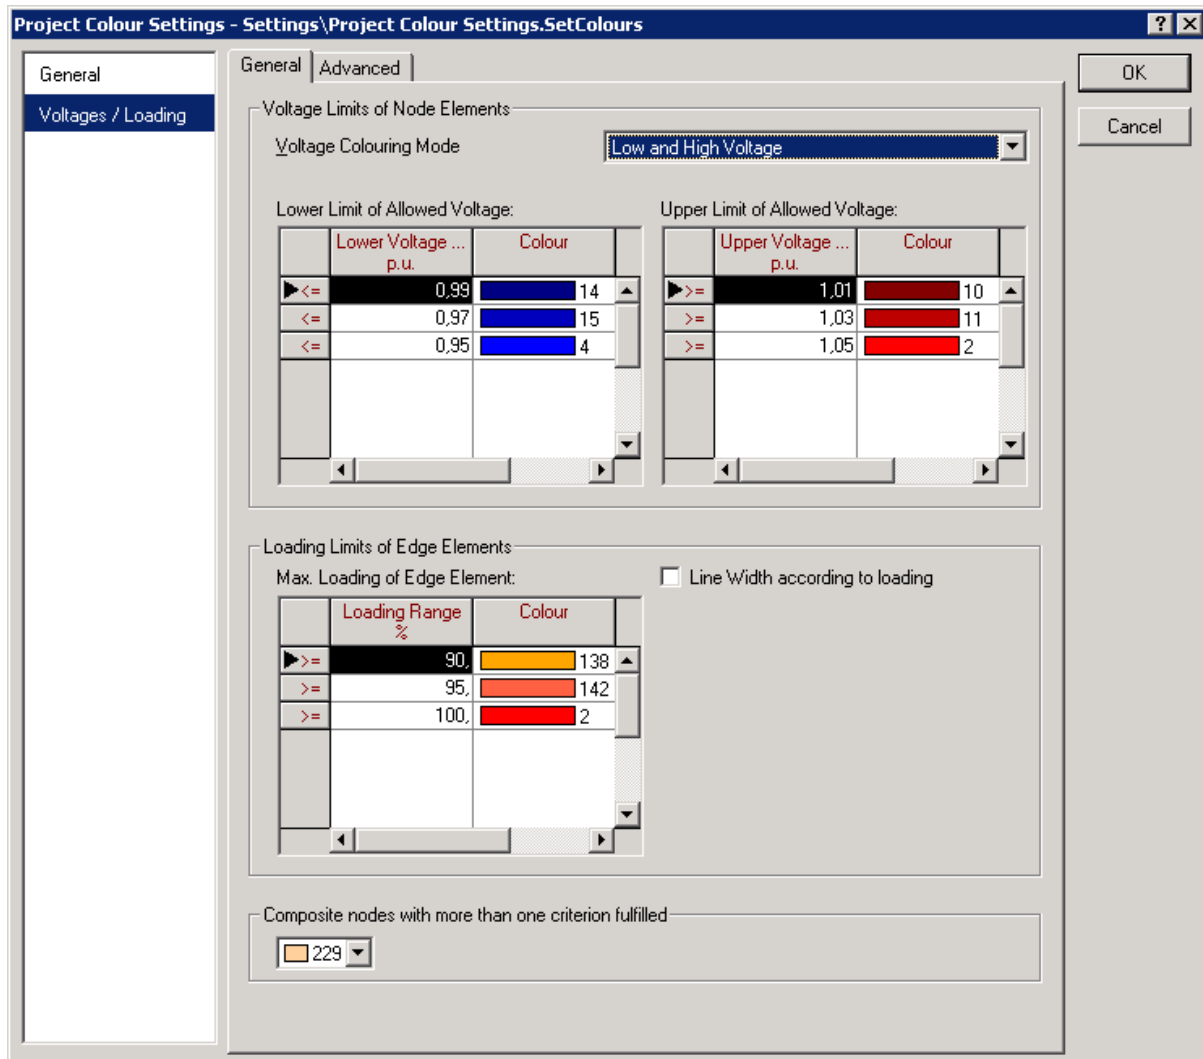 Project Colour Settings - Settings\Project Colour Settings.SetColours
General
Voltages / Loading
General
Advanced
OK
Cancel
Voltage Limits of Node Elements
Voltage Colouring Mode
Low and High Voltage
Lower Limit of Allowed Voltage:
Lower Voltage ...
p.u.
Colour
<= 0,99 14
<= 0,97 15
<= 0,95 4
Upper Limit of Allowed Voltage:
Upper Voltage ...
p.u.
Colour
>= 1,01 10
>= 1,03 11
>= 1,05 2
Loading Limits of Edge Elements
Max. Loading of Edge Element:
Line Width according to loading
Loading Range
%
Colour
>= 90, 138
>= 95, 142
>= 100, 2
Composite nodes with more than one criterion fulfilled
229